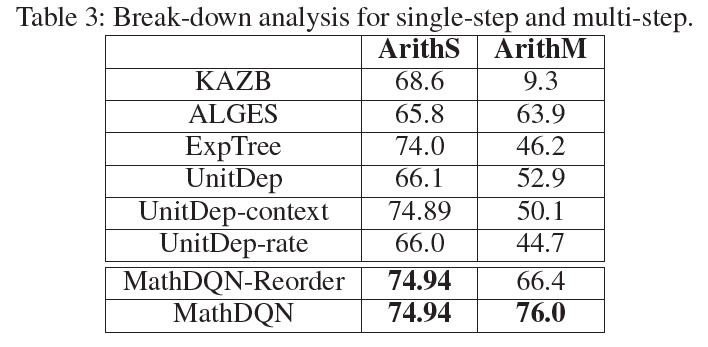 Table 3: Break-down analysis for single-step and multi-step.
ArithS ArithM
KAZB 68.6 9.3
ALGES 65.8 63.9
ExpTree 74.0 46.2
UnitDep 66.1 52.9
UnitDep-context 74.89 50.1
UnitDep-rate 66.0 44.7
MathDQN-Reorder 74.94 66.4
MathDQN 74.94 76.0